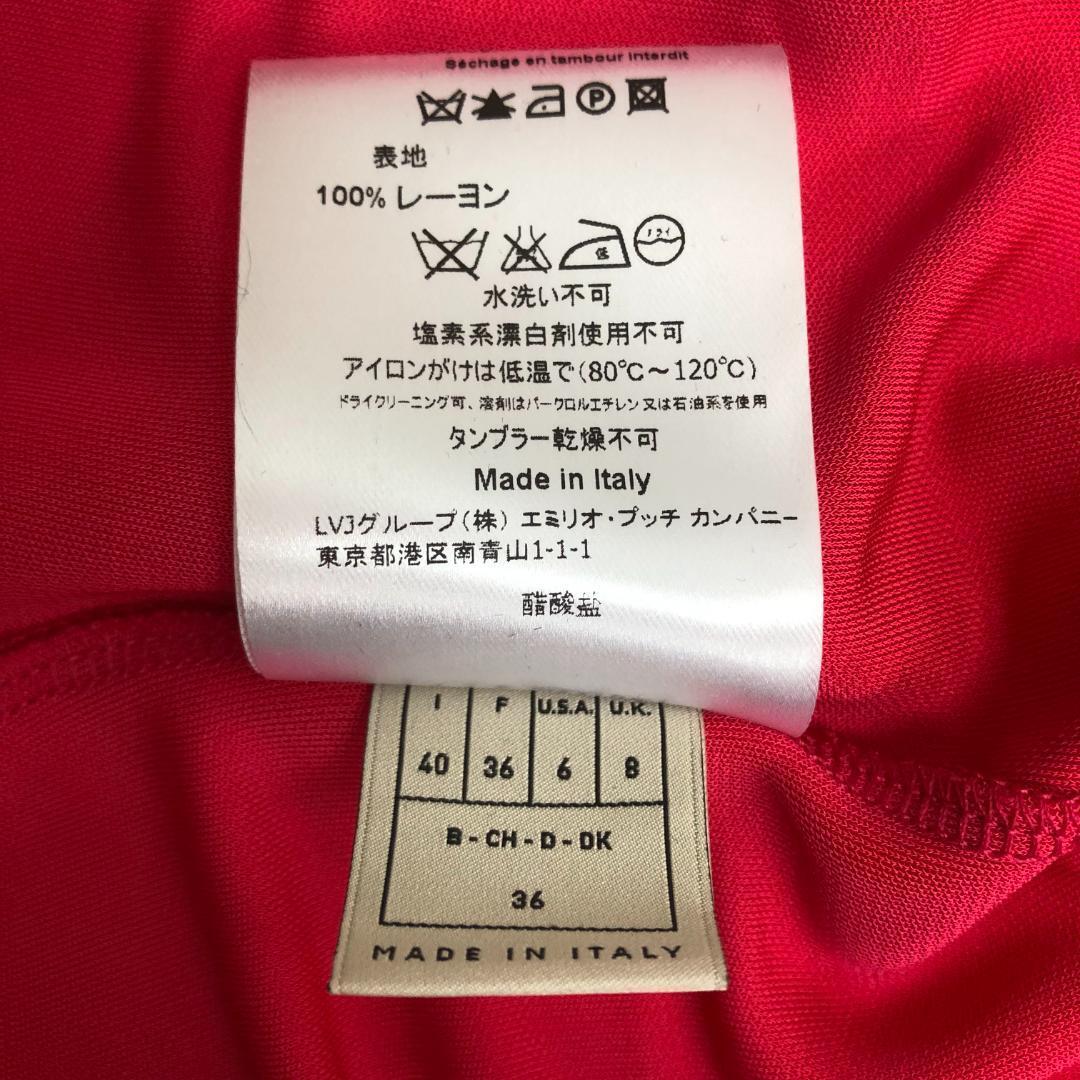 Séchage en tambour interdit
P
表地
100% レーヨン
低 ドライ
水洗い不可
塩素系漂白剤使用不可
アイロンがけは低温で(80℃~120℃)
ドライクリーニング可、溶剤はパークロルエチレン又は石油系を使用
タンブラー乾燥不可
Made in Italy
LVJグループ(株) エミリオ・プッチ カンパニー
東京都港区南青山1-1-1
醋酸盐
I F U.S.A. U.K.
40 36 6 8
B - CH - D - DK
36
MADE IN ITALY